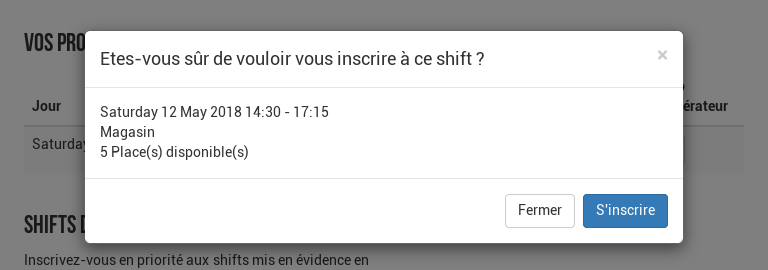 VOS PRO
Etes-vous sûr de vouloir vous inscrire à ce shift ?
×
Jour
érateur
Saturday 12 May 2018 14:30 - 17:15
Magasin
5 Place(s) disponible(s)
Saturday
Fermer
S'inscrire
SHIFTS D
Inscrivez-vous en priorité aux shifts mis en évidence en